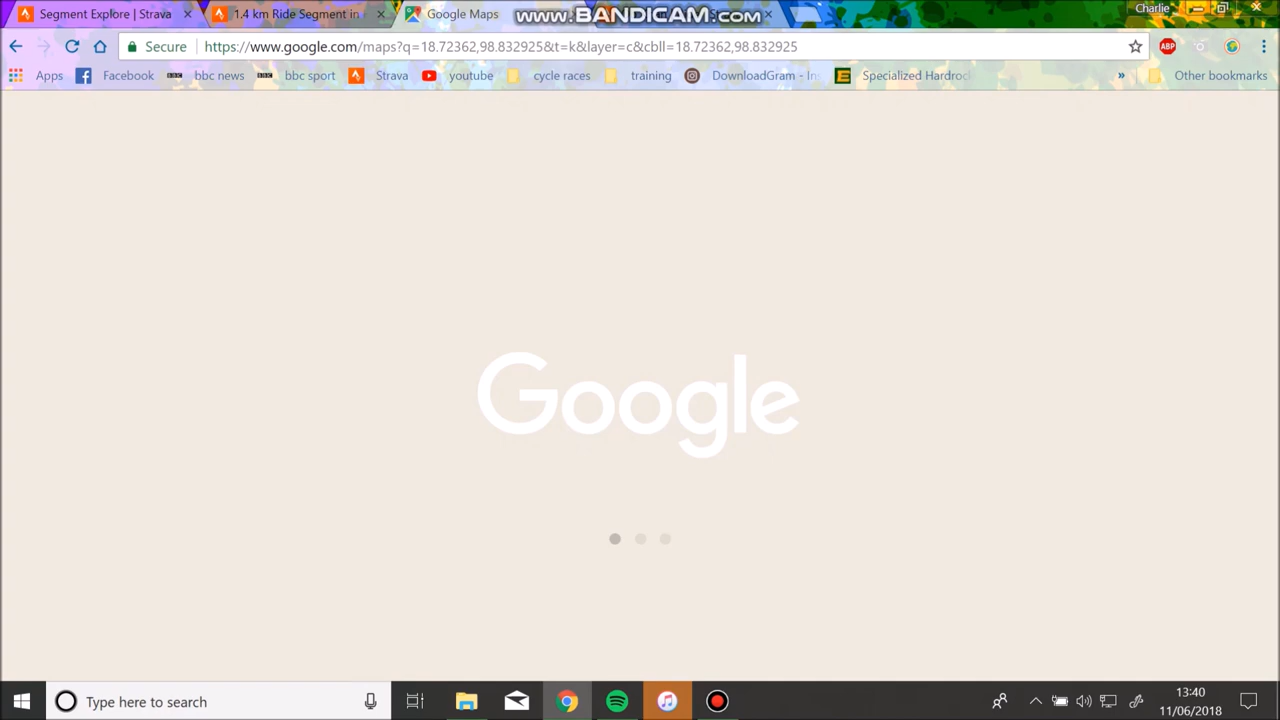 Segment Explore | Strava
1.4 km Ride Segment in
Google Maps
www.BANDICAM.com
Charlie
Secure
https://www.google.com/maps?q=18.72362,98.832925&t=k&layer=c&cbll=18.72362,98.832925
ABP
Apps
Facebook
BBC
bbc news
BBC
bbc sport
Strava
youtube
cycle races
training
DownloadGram - In
E
Specialized Hardroc
»
Other bookmarks
Google
Type here to search
13:40
11/06/2018